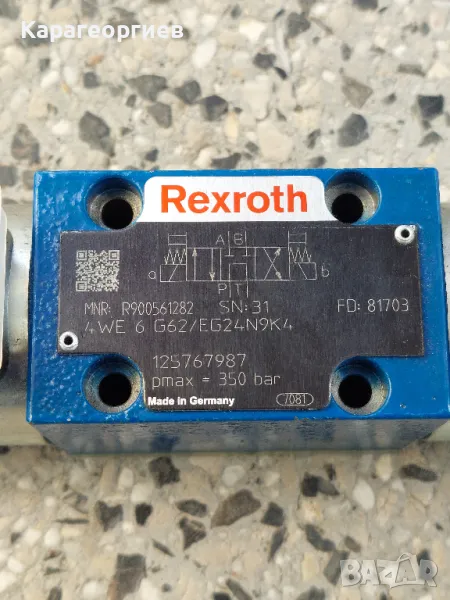 Карагеоргиев
Rexroth
A B
a b
P T
MNR: R900561282 SN: 31 FD: 81703
4WE 6 G62/EG24N9K4
125767987
pmax = 350 bar
Made in Germany 7081
BAZAR